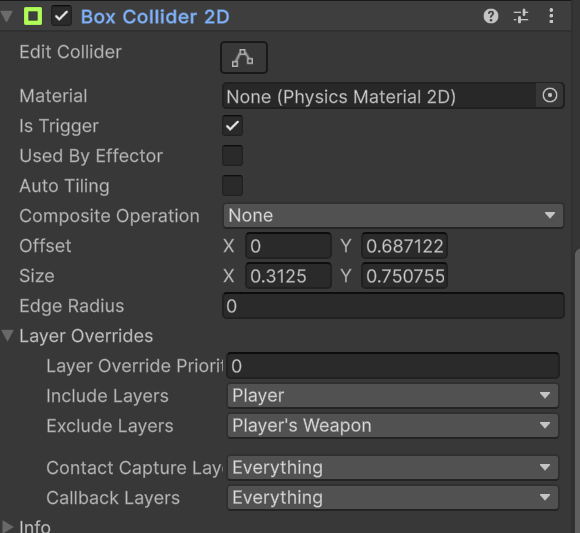 Box Collider 2D
Edit Collider
Material None (Physics Material 2D)
Is Trigger
Used By Effector
Auto Tiling
Composite Operation None
Offset X 0 Y 0.687122
Size X 0.3125 Y 0.750755
Edge Radius 0
Layer Overrides
Layer Override Priorit 0
Include Layers Player
Exclude Layers Player's Weapon
Contact Capture Lay Everything
Callback Layers Everything
Info